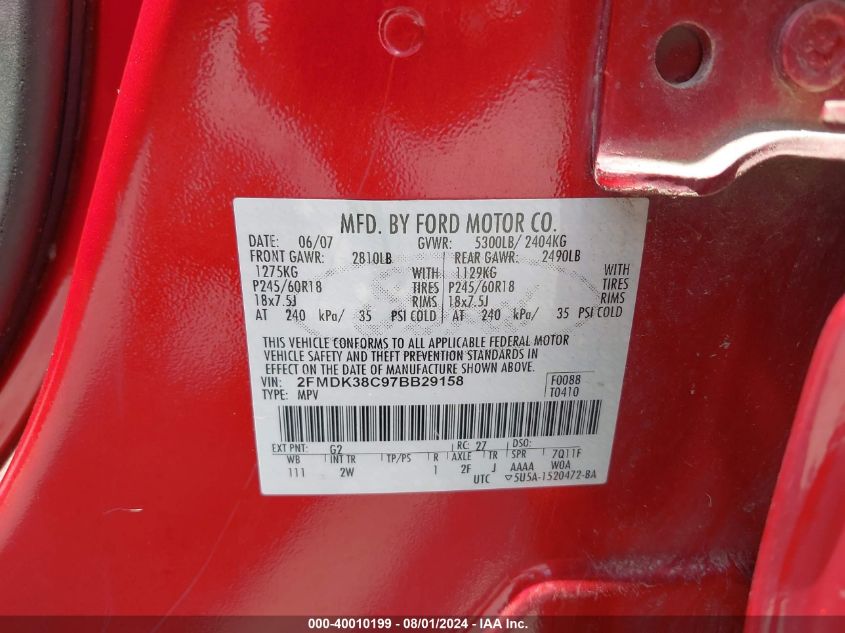 MFD. BY FORD MOTOR CO.
DATE: 06/07 GVWR: 5300LB/ 2404KG
FRONT GAWR: 2810LB REAR GAWR: 2490LB
1275KG WITH 1129KG WITH
P245/60R18 TIRES P245/60R18 TIRES
18x7.5J RIMS 18x7.5J RIMS
AT 240 kPa/ 35 PSI COLD AT 240 kPa/ 35 PSI COLD
THIS VEHICLE CONFORMS TO ALL APPLICABLE FEDERAL MOTOR
VEHICLE SAFETY AND THEFT PREVENTION STANDARDS IN
EFFECT ON THE DATE OF MANUFACTURE SHOWN ABOVE.
VIN: 2FMDK38C97BB29158 F0088
TYPE: MPV T0410
EXT PNT: G2 RC: 27 DSO:
WB INT TR TP/PS R AXLE TR SPR 7Q11F
111 2W 1 2F J AAAA W0A
UTC 5U5A-1520472-BA
000-40010199 - 08/01/2024 - IAA Inc.